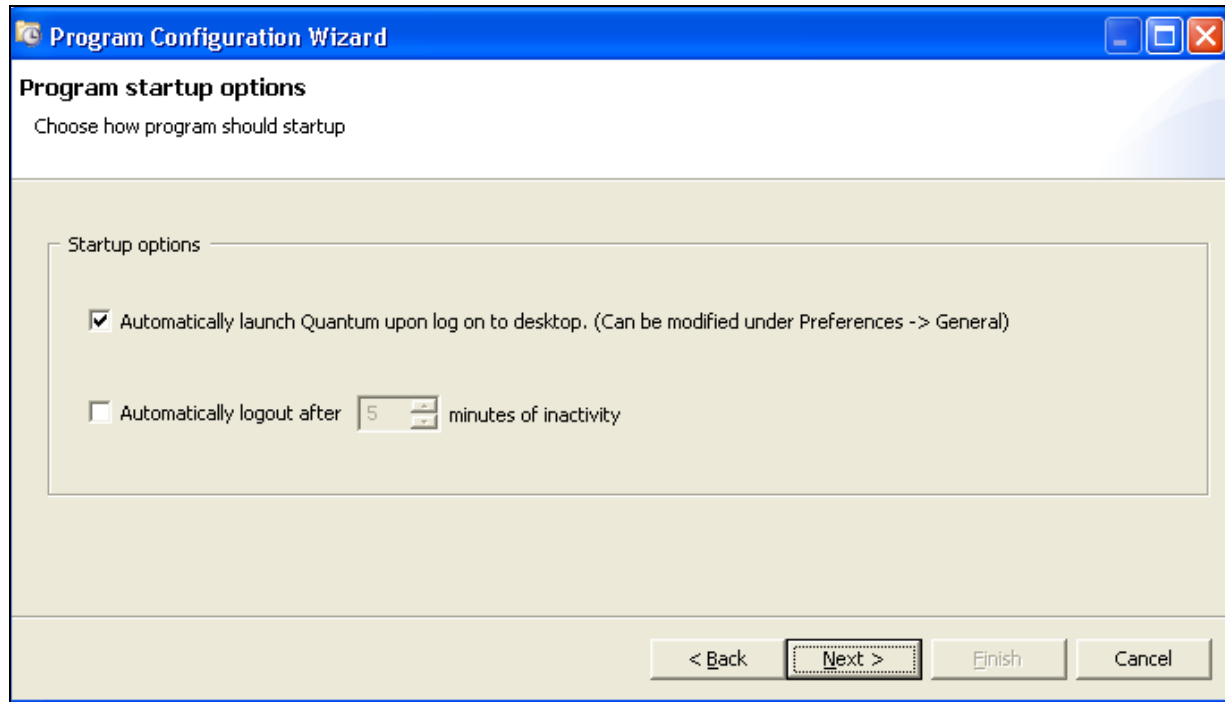 Program Configuration Wizard
Program startup options
Choose how program should startup
Startup options
Automatically launch Quantum upon log on to desktop. (Can be modified under Preferences -> General)
Automatically logout after 5 minutes of inactivity
< Back Next > Finish Cancel